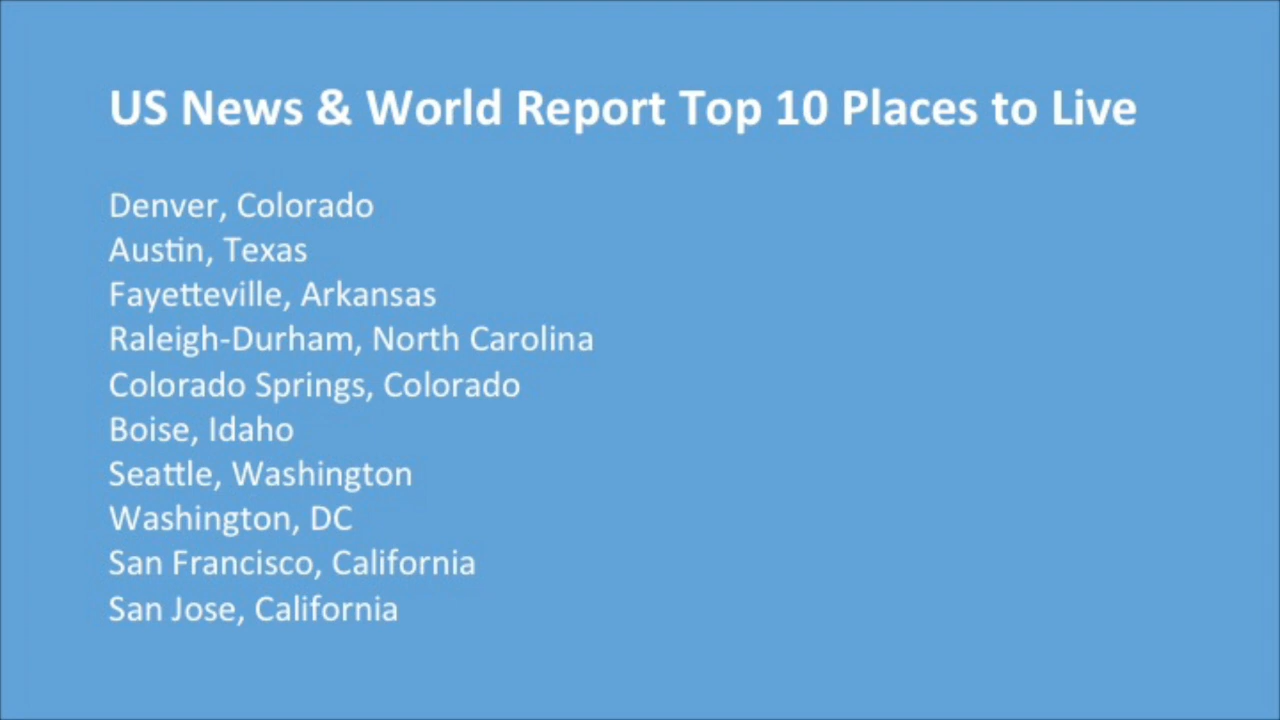 US News & World Report Top 10 Places to Live
Denver, Colorado
Austin, Texas
Fayetteville, Arkansas
Raleigh-Durham, North Carolina
Colorado Springs, Colorado
Boise, Idaho
Seattle, Washington
Washington, DC
San Francisco, California
San Jose, California